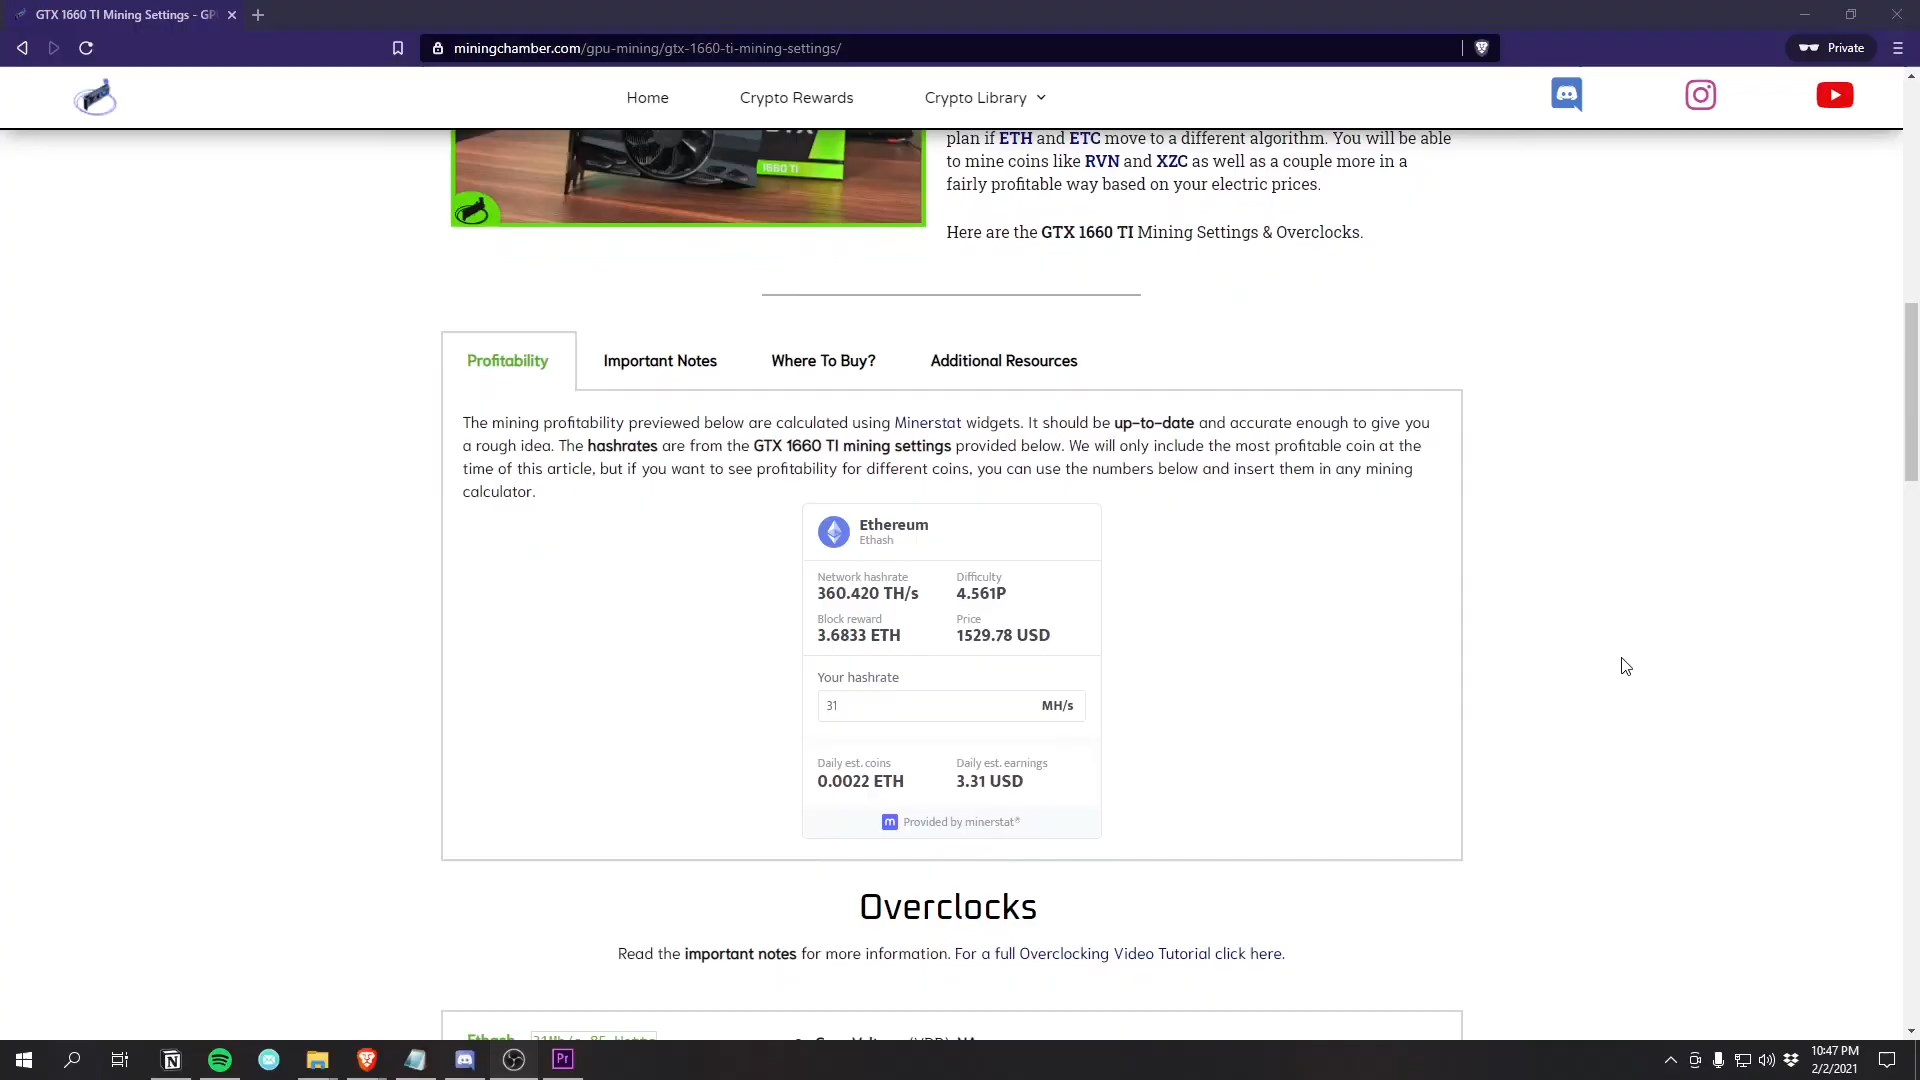 GTX 1660 TI Mining Settings - GP
miningchamber.com/gpu-mining/gtx-1660-ti-mining-settings/
Private
Home
Crypto Rewards
Crypto Library
1660 Ti
plan if ETH and ETC move to a different algorithm. You will be able
to mine coins like RVN and XZC as well as a couple more in a
fairly profitable way based on your electric prices.
Here are the GTX 1660 TI Mining Settings & Overclocks.
Profitability
Important Notes
Where To Buy?
Additional Resources
The mining profitability previewed below are calculated using Minerstat widgets. It should be up-to-date and accurate enough to give you
a rough idea. The hashrates are from the GTX 1660 TI mining settings provided below. We will only include the most profitable coin at the
time of this article, but if you want to see profitability for different coins, you can use the numbers below and insert them in any mining
calculator.
Ethereum
Ethash
Network hashrate
360.420 TH/s
Difficulty
4.561P
Block reward
3.6833 ETH
Price
1529.78 USD
Your hashrate
31 MH/s
Daily est. coins
0.0022 ETH
Daily est. earnings
3.31 USD
m Provided by minerstat®
Overclocks
Read the important notes for more information. For a full Overclocking Video Tutorial click here.
Pr
10:47 PM
2/2/2021